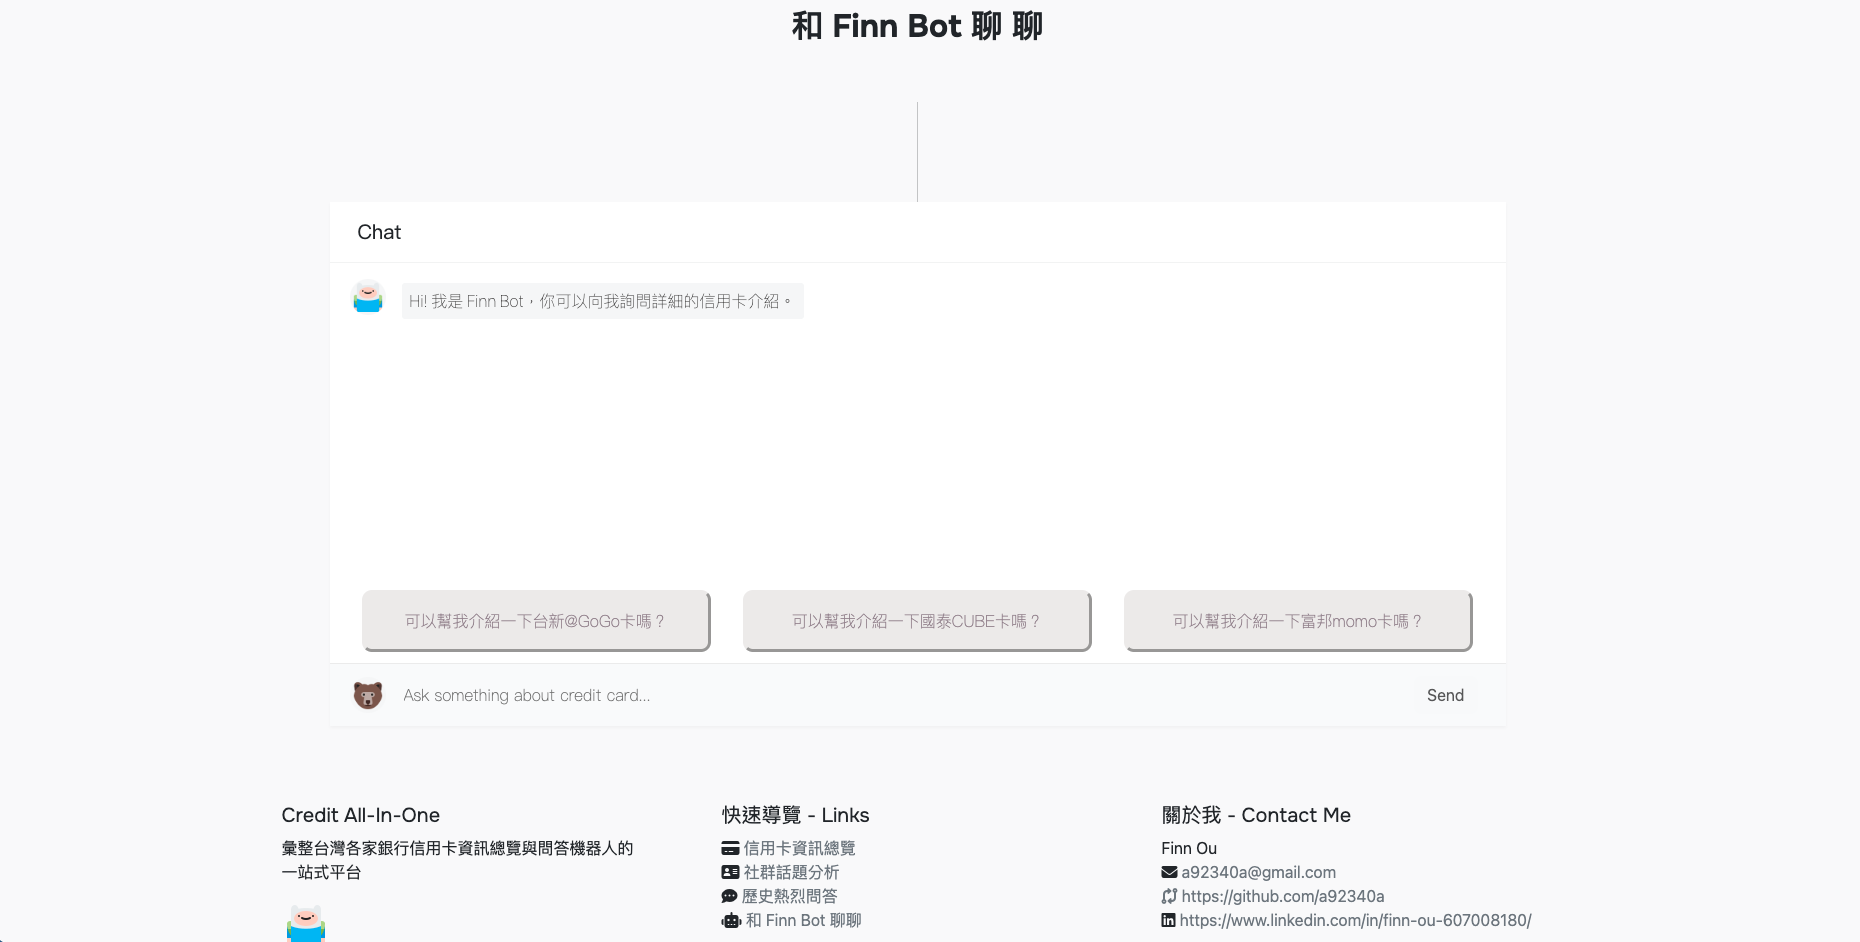 和 Finn Bot 聊 聊
Chat
Hi! 我是 Finn Bot，你可以向我詢問詳細的信用卡介紹。
可以幫我介紹一下台新@GoGo卡嗎？
可以幫我介紹一下國泰CUBE卡嗎？
可以幫我介紹一下富邦momo卡嗎？
Ask something about credit card...
Send
Credit All-In-One
彙整台灣各家銀行信用卡資訊總覽與問答機器人的
一站式平台
快速導覽 - Links
信用卡資訊總覽
社群話題分析
歷史熱烈問答
和 Finn Bot 聊聊
關於我 - Contact Me
Finn Ou
a92340a@gmail.com
https://github.com/a92340a
https://www.linkedin.com/in/finn-ou-607008180/